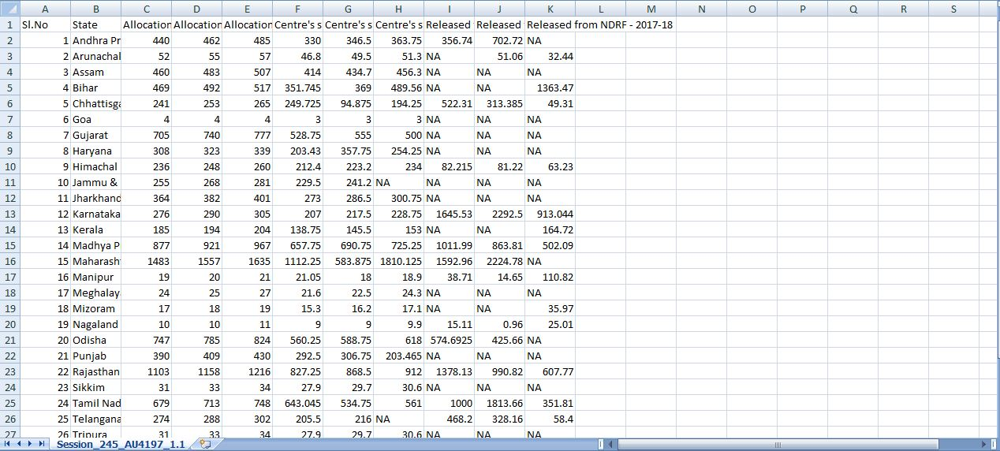 A B C D E F G H I J K L M N O P Q R S
1 Sl.No State Allocation Allocation Allocation Centre's s Centre's s Centre's s Released Released Released from NDRF - 2017-18
2 1 Andhra Pr 440 462 485 330 346.5 363.75 356.74 702.72 NA
3 2 Arunachal 52 55 57 46.8 49.5 51.3 NA 51.06 32.44
4 3 Assam 460 483 507 414 434.7 456.3 NA NA NA
5 4 Bihar 469 492 517 351.745 369 489.56 NA NA 1363.47
6 5 Chhattisga 241 253 265 249.725 94.875 194.25 522.31 313.385 49.31
7 6 Goa 4 4 4 3 3 3 NA NA NA
8 7 Gujarat 705 740 777 528.75 555 500 NA NA NA
9 8 Haryana 308 323 339 203.43 357.75 254.25 NA NA NA
10 9 Himachal 236 248 260 212.4 223.2 234 82.215 81.22 63.23
11 10 Jammu & 255 268 281 229.5 241.2 NA NA NA NA
12 11 Jharkhand 364 382 401 273 286.5 300.75 NA NA NA
13 12 Karnataka 276 290 305 207 217.5 228.75 1645.53 2292.5 913.044
14 13 Kerala 185 194 204 138.75 145.5 153 NA NA 164.72
15 14 Madhya P 877 921 967 657.75 690.75 725.25 1011.99 863.81 502.09
16 15 Maharash 1483 1557 1635 1112.25 583.875 1810.125 1592.96 2224.78 NA
17 16 Manipur 19 20 21 21.05 18 18.9 38.71 14.65 110.82
18 17 Meghalay 24 25 27 21.6 22.5 24.3 NA NA NA
19 18 Mizoram 17 18 19 15.3 16.2 17.1 NA NA 35.97
20 19 Nagaland 10 10 11 9 9 9.9 15.11 0.96 25.01
21 20 Odisha 747 785 824 560.25 588.75 618 574.6925 425.66 NA
22 21 Punjab 390 409 430 292.5 306.75 203.465 NA NA NA
23 22 Rajasthan 1103 1158 1216 827.25 868.5 912 1378.13 990.82 607.77
24 23 Sikkim 31 33 34 27.9 29.7 30.6 NA NA NA
25 24 Tamil Nad 679 713 748 643.045 534.75 561 1000 1813.66 351.81
26 25 Telangana 274 288 302 205.5 216 NA 468.2 328.16 58.4
27 26 Tripura 31 33 34 27.9 29.7 30.6 NA NA NA
Session_245_AU4197_1.1